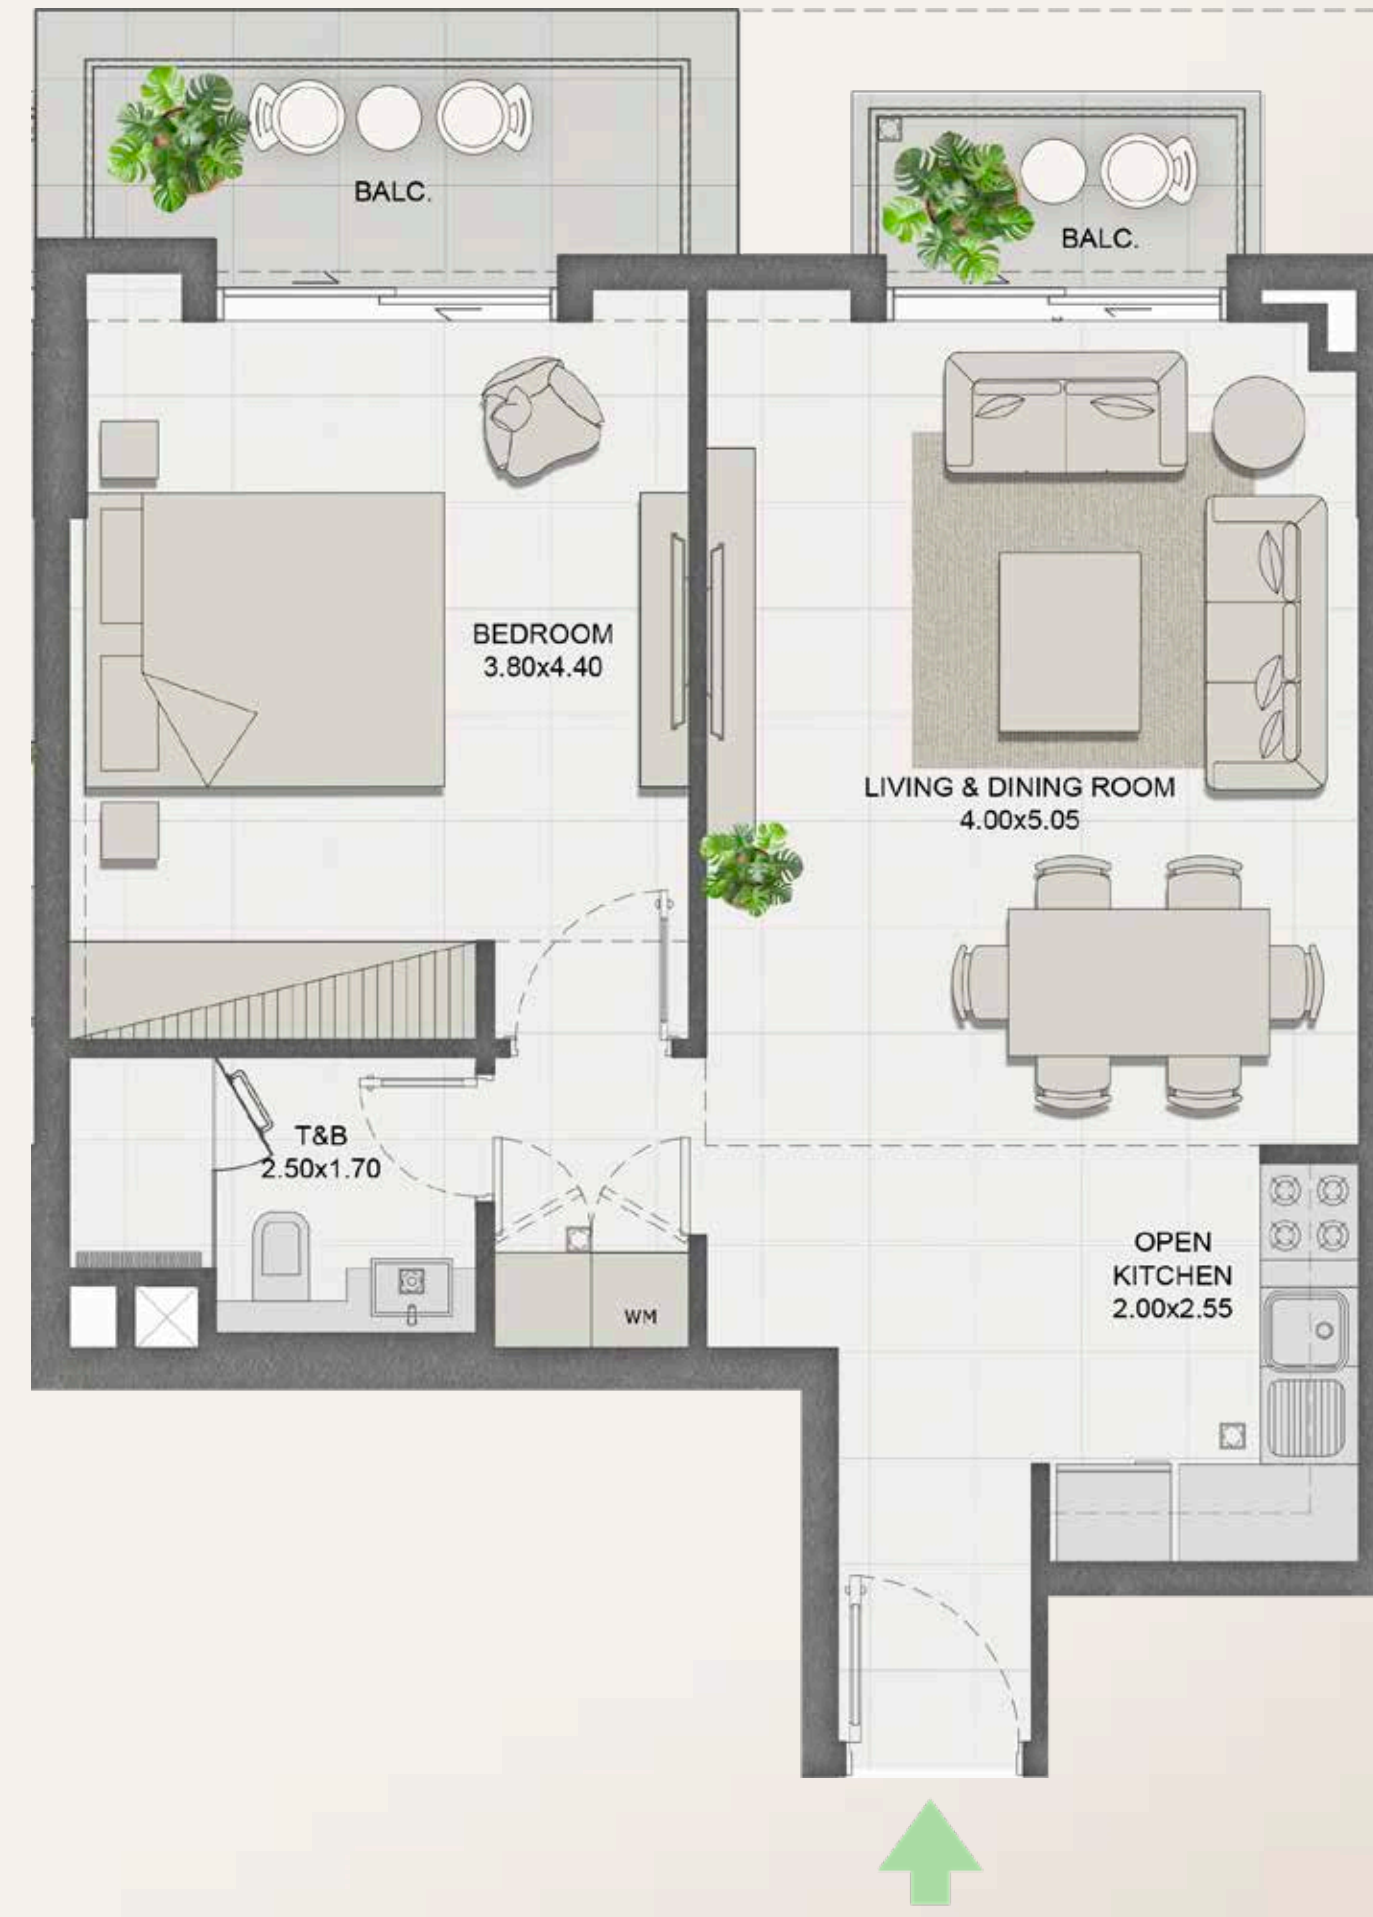 BALC.
BALC.
BEDROOM
3.80x4.40
LIVING & DINING ROOM
4.00x5.05
T&B
2.50x1.70
OPEN
KITCHEN
2.00x2.55
WM